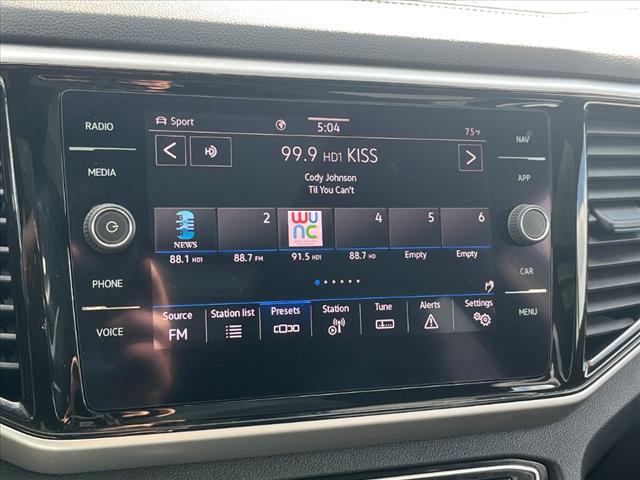 RADIO
MEDIA
PHONE
VOICE
NAV
APP
CAR
MENU
Sport
5:04
75°F
99.9 HD1 KISS
Cody Johnson
Til You Can't
NEWS 2 WUNC 4 5 6
88.1 HD1 88.7 FM 91.5 HD1 88.7 HD Empty Empty
Source Station list Presets Station Tune Alerts Settings
FM